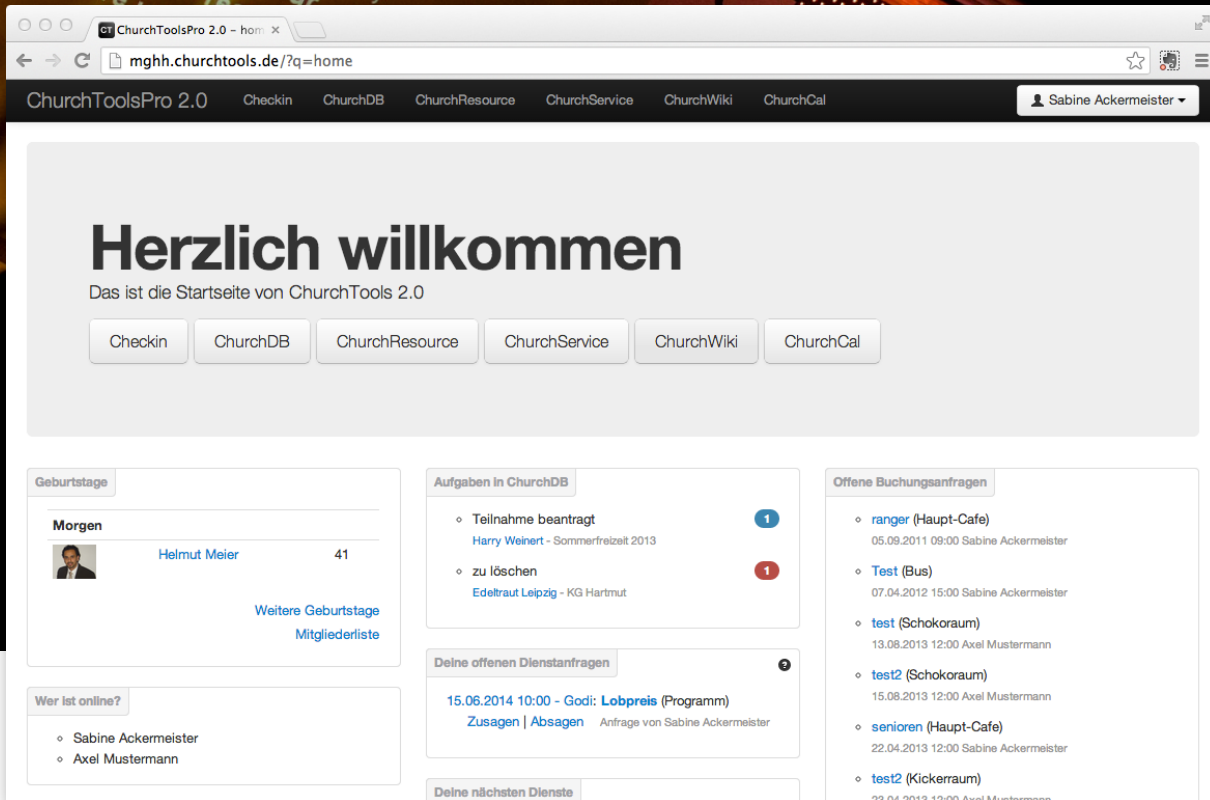 ChurchToolsPro 2.0 – hom
mghh.churchtools.de/?q=home
ChurchToolsPro 2.0 Checkin ChurchDB ChurchResource ChurchService ChurchWiki ChurchCal Sabine Ackermeister
Herzlich willkommen
Das ist die Startseite von ChurchTools 2.0
Checkin ChurchDB ChurchResource ChurchService ChurchWiki ChurchCal
Geburtstage
Morgen
Helmut Meier 41
Weitere Geburtstage
Mitgliederliste
Wer ist online?
Sabine Ackermeister
Axel Mustermann
Aufgaben in ChurchDB
Teilnahme beantragt 1
Harry Weinert - Sommerfreizeit 2013
zu löschen 1
Edeltraut Leipzig - KG Hartmut
Deine offenen Dienstanfragen ?
15.06.2014 10:00 - Godi: Lobpreis (Programm)
Zusagen | Absagen Anfrage von Sabine Ackermeister
Deine nächsten Dienste
Offene Buchungsanfragen
ranger (Haupt-Cafe)
05.09.2011 09:00 Sabine Ackermeister
Test (Bus)
07.04.2012 15:00 Sabine Ackermeister
test (Schokoraum)
13.08.2013 12:00 Axel Mustermann
test2 (Schokoraum)
15.08.2013 12:00 Axel Mustermann
senioren (Haupt-Cafe)
22.04.2013 12:00 Sabine Ackermeister
test2 (Kickerraum)
23.04.2013 12:00 Axel Mustermann